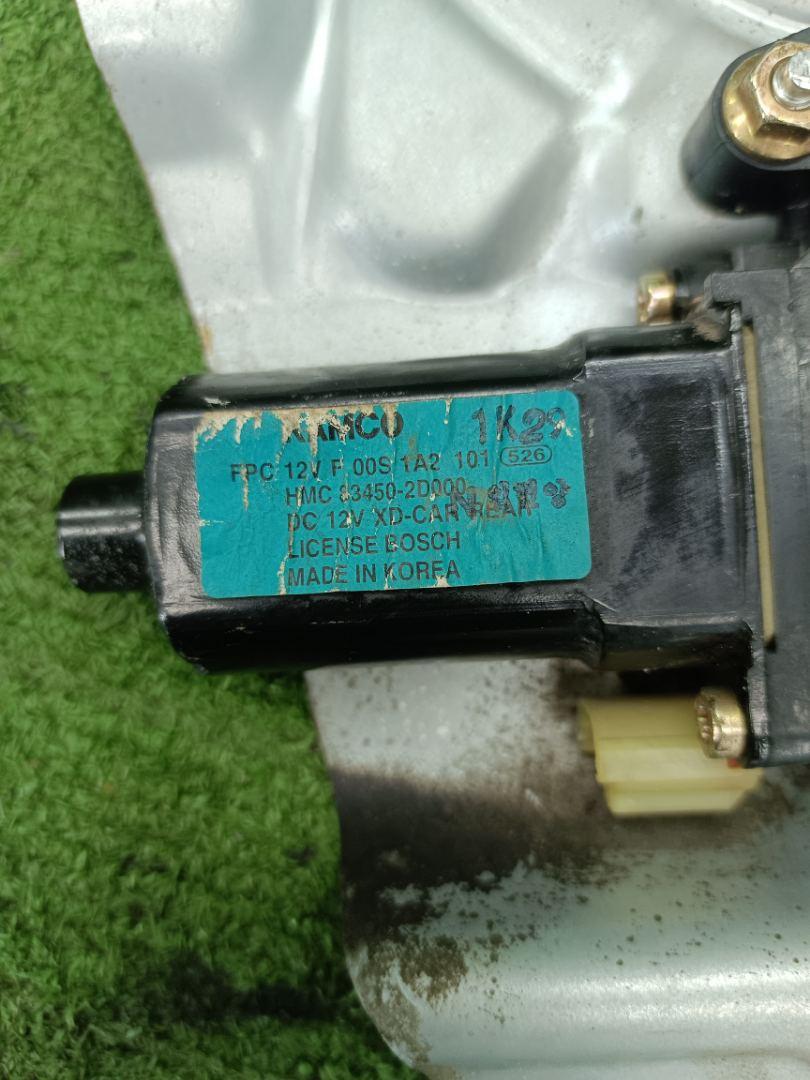 KAMCO 1K29
FPC 12V F 00S 1A2 101 526
HMC 83450-2D000
DC 12V XD-CAR REAR
LICENSE BOSCH
MADE IN KOREA